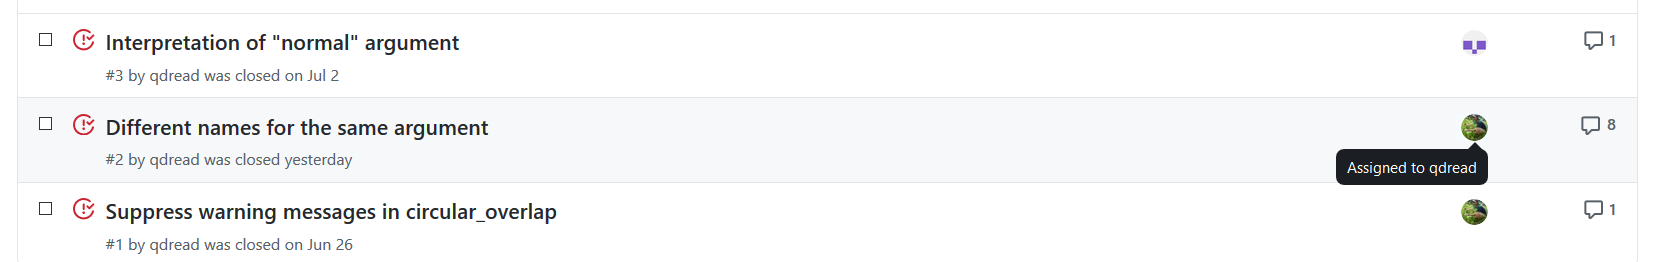 Interpretation of "normal" argument
1
#3 by qdread was closed on Jul 2
Different names for the same argument
8
#2 by qdread was closed yesterday
Assigned to qdread
Suppress warning messages in circular_overlap
1
#1 by qdread was closed on Jun 26